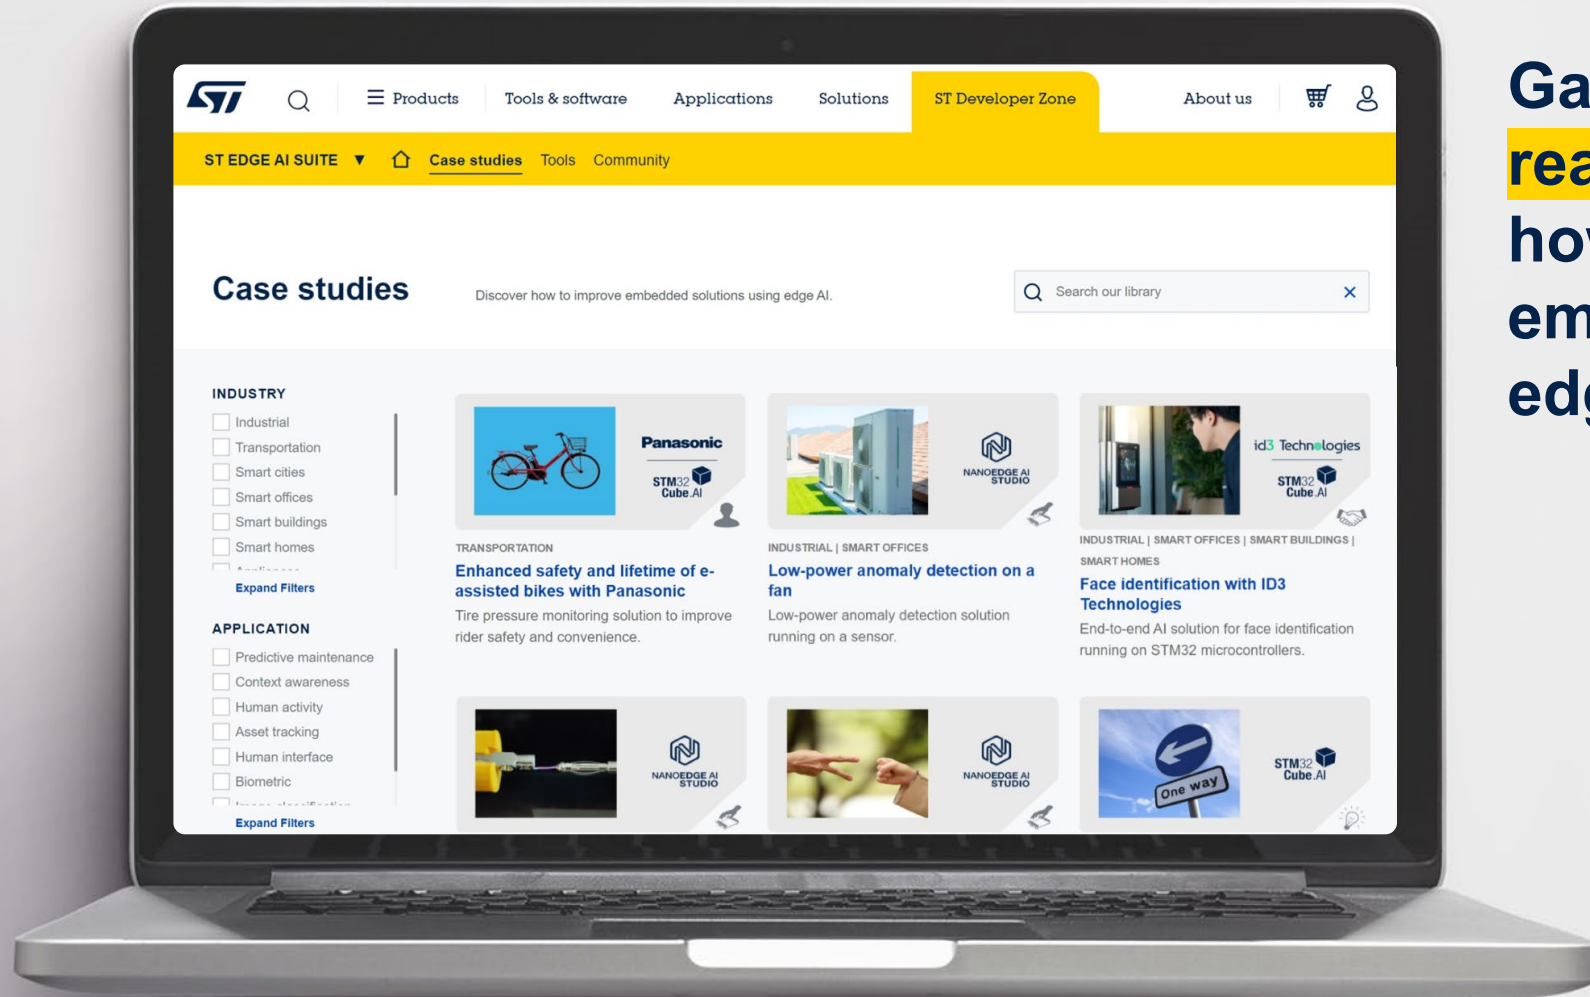 ST
Products
Tools & software
Applications
Solutions
ST Developer Zone
About us
ST EDGE AI SUITE
Case studies
Tools
Community
Case studies
Discover how to improve embedded solutions using edge AI.
Search our library
INDUSTRY
Industrial
Transportation
Smart cities
Smart offices
Smart buildings
Smart homes
Expand Filters
APPLICATION
Predictive maintenance
Context awareness
Human activity
Asset tracking
Human interface
Biometric
Expand Filters
Panasonic
STM32
Cube.AI
TRANSPORTATION
Enhanced safety and lifetime of e-
assisted bikes with Panasonic
Tire pressure monitoring solution to improve
rider safety and convenience.
NANOEDGE AI
STUDIO
INDUSTRIAL | SMART OFFICES
Low-power anomaly detection on a
fan
Low-power anomaly detection solution
running on a sensor.
id3 Technologies
STM32
Cube.AI
INDUSTRIAL | SMART OFFICES | SMART BUILDINGS |
SMART HOMES
Face identification with ID3
Technologies
End-to-end AI solution for face identification
running on STM32 microcontrollers.
NANOEDGE AI
STUDIO
NANOEDGE AI
STUDIO
One way
STM32
Cube.AI
Ga
rea
how
em
edg